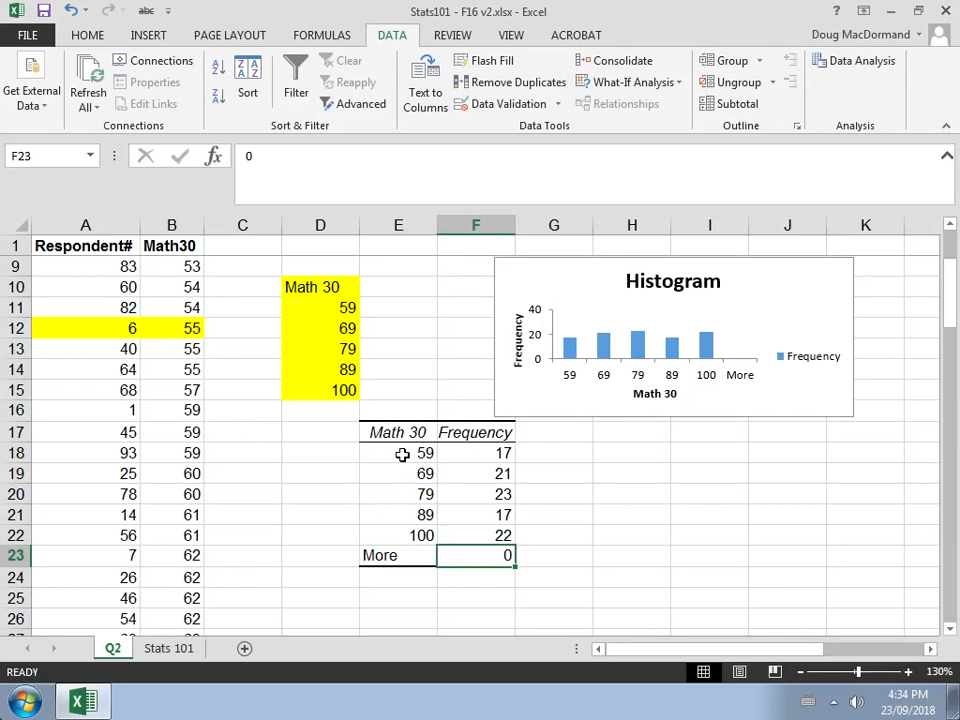 abc
Stats101 - F16 v2.xlsx - Excel
?
FILE HOME INSERT PAGE LAYOUT FORMULAS DATA REVIEW VIEW ACROBAT
Doug MacDormand
Get External Data
Refresh All
Connections
Properties
Edit Links
Connections
A Z
Z A
Sort
Filter
Clear
Reapply
Advanced
Sort & Filter
Text to Columns
Flash Fill
Remove Duplicates
Data Validation
Consolidate
What-If Analysis
Relationships
Data Tools
Group
Ungroup
Subtotal
Outline
Data Analysis
Analysis
F23 fx 0
A B C D E F G H I J K
1 Respondent# Math30
9 83 53
10 60 54 Math 30
11 82 54 59
12 6 55 69
13 40 55 79
14 64 55 89
15 68 57 100
16 1 59
17 45 59 Math 30 Frequency
18 93 59 59 17
19 25 60 69 21
20 78 60 79 23
21 14 61 89 17
22 56 61 100 22
23 7 62 More 0
24 26 62
25 46 62
26 54 62
Histogram
Frequency
40
20
0
59 69 79 89 100 More
Math 30
Frequency
Q2 Stats 101
READY
130%
4:34 PM
23/09/2018